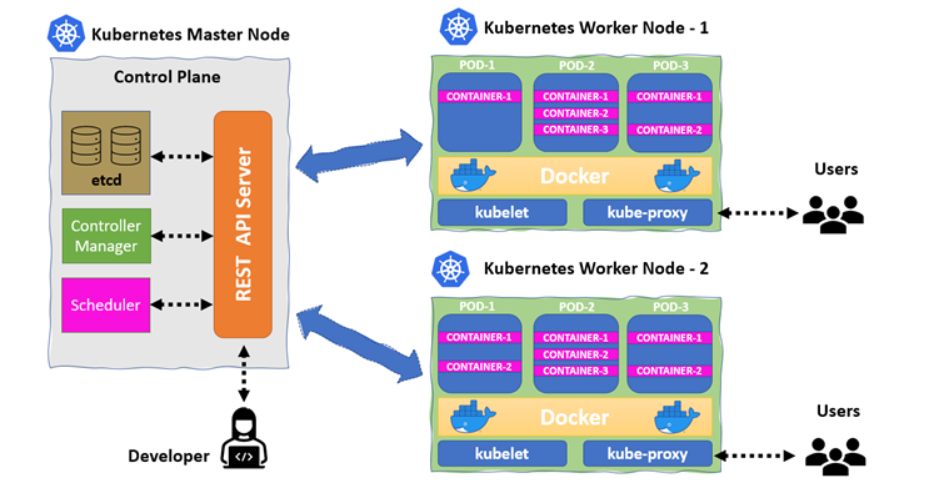 Kubernetes Master Node
Control Plane
etcd
Controller
Manager
Scheduler
REST API Server
Developer
</>
Kubernetes Worker Node - 1
POD-1
POD-2
POD-3
CONTAINER-1
CONTAINER-1
CONTAINER-2
CONTAINER-3
CONTAINER-1
CONTAINER-2
Docker
kubelet
kube-proxy
Users
Kubernetes Worker Node - 2
POD-1
POD-2
POD-3
CONTAINER-1
CONTAINER-2
CONTAINER-1
CONTAINER-2
CONTAINER-3
CONTAINER-1
CONTAINER-2
Docker
kubelet
kube-proxy
Users